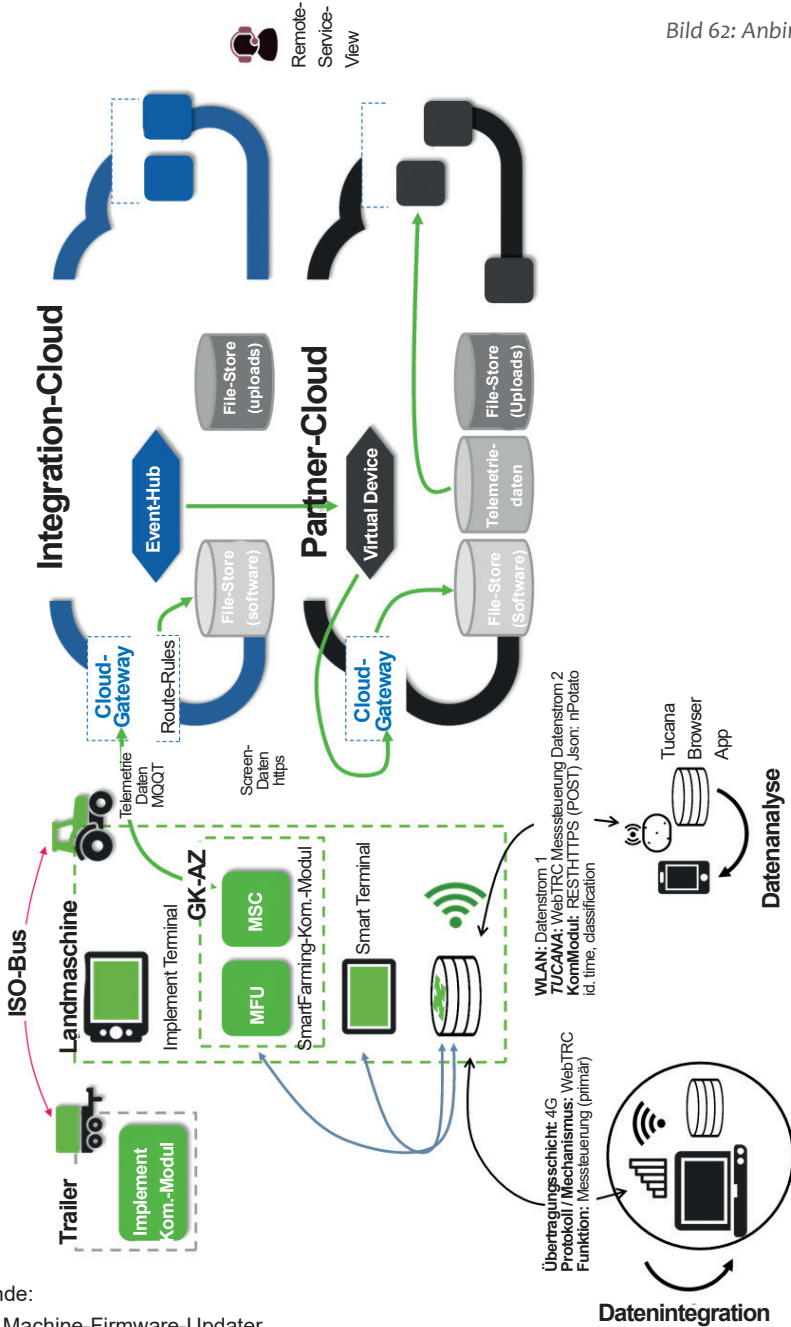 Bild 62: Anbin
Remote-
Service-
View
Integration-Cloud
Cloud-
Gateway
Route-Rules
Event-Hub
File-Store
(software)
File-Store
(uploads)
Partner-Cloud
Cloud-
Gateway
Virtual Device
File-Store
(Software)
Telemetrie-
daten
File-Store
(Uploads)
Telemetrie
Daten
MQQT
Screen-
Daten
https
ISO-Bus
Trailer
Implement
Kom.-Modul
Landmaschine
Implement Terminal
GK-AZ
MFU
MSC
SmartFarming-Kom.-Modul
Smart Terminal
Übertragungsschicht: 4G
Protokoll / Mechanismus: WebTRC
Funktion: Messteuerung (primär)
WLAN: Datenstrom 1
TUCANA: WebTRC Messsteuerung Datenstrom 2
KomModul: RESTHTTPS (POST) Json: nPotato
id. time, classification
Tucana
Browser
App
Datenanalyse
Datenintegration
nde:
Machine-Firmware-Updater